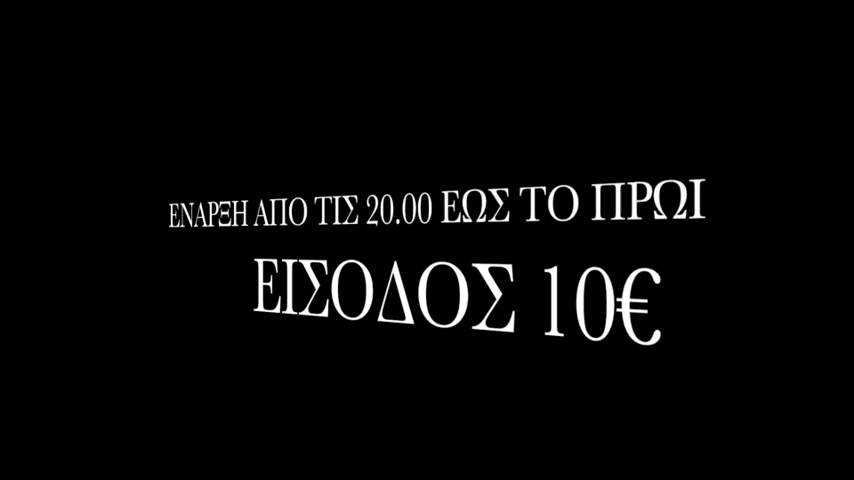 ΕΝΑΡΞΗ ΑΠΟ ΤΙΣ 20.00 ΕΩΣ ΤΟ ΠΡΩΙ
ΕΙΣΟΔΟΣ 10€